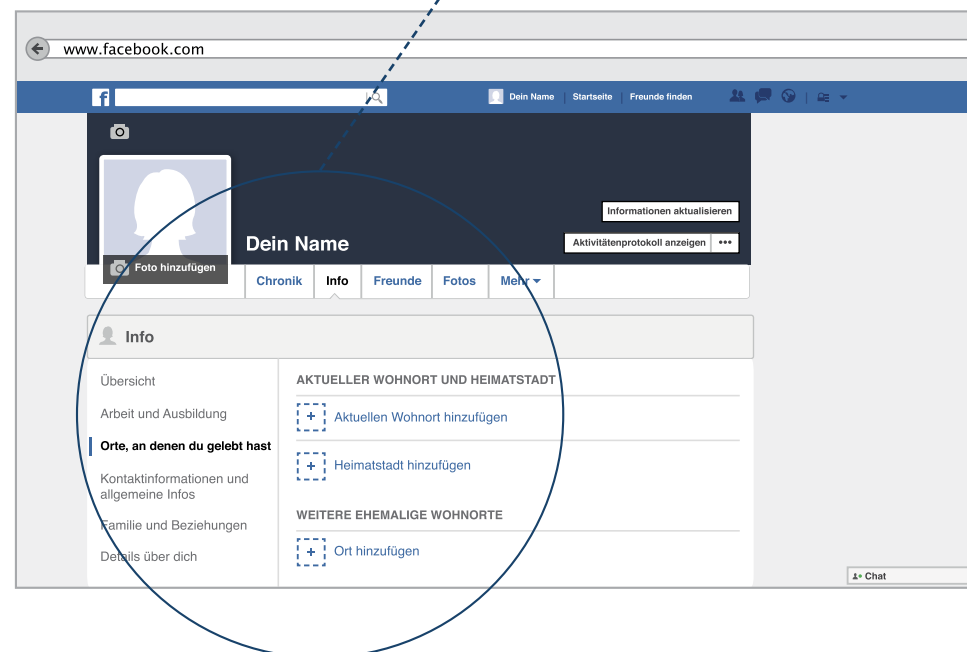 www.facebook.com
f
Dein Name Startseite Freunde finden
Informationen aktualisieren
Dein Name
Aktivitätenprotokoll anzeigen •••
Foto hinzufügen
Chronik Info Freunde Fotos Mehr
Info
Übersicht
Arbeit und Ausbildung
Orte, an denen du gelebt hast
Kontaktinformationen und
allgemeine Infos
Familie und Beziehungen
Details über dich
AKTUELLER WOHNORT UND HEIMATSTADT
+ Aktuellen Wohnort hinzufügen
+ Heimatstadt hinzufügen
WEITERE EHEMALIGE WOHNORTE
+ Ort hinzufügen
Chat